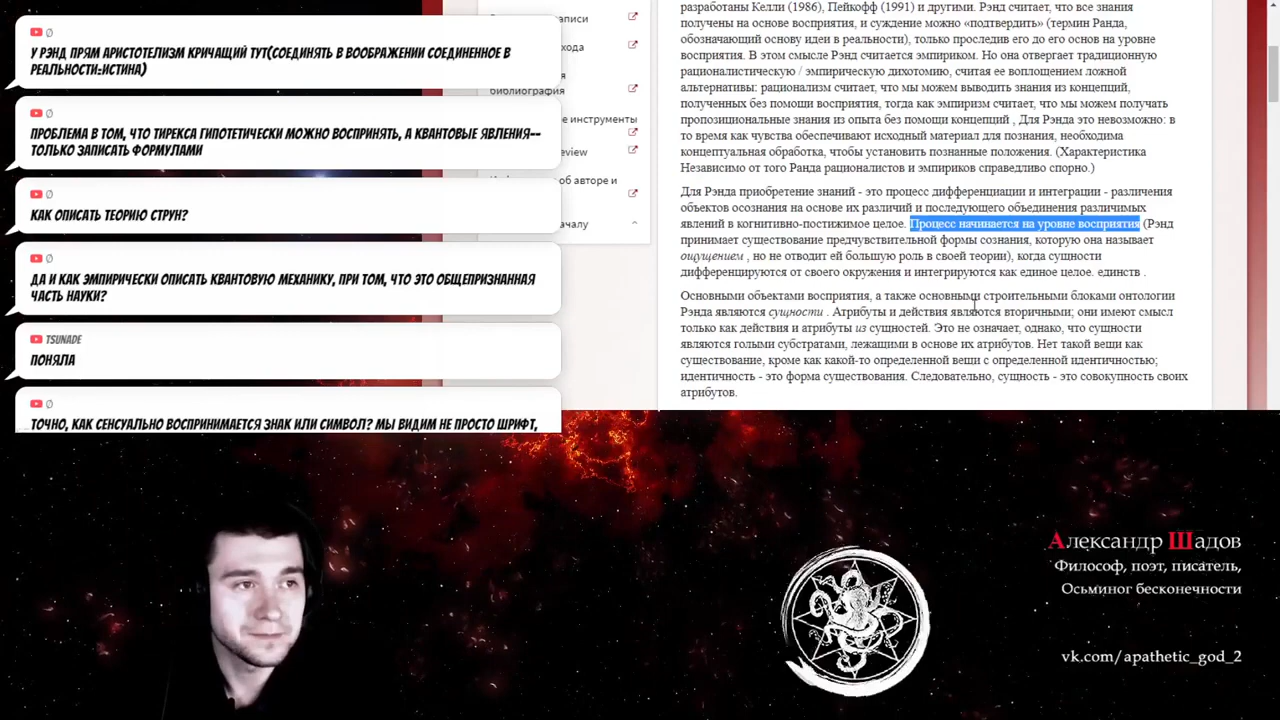 Ø
У РЭНД ПРЯМ АРИСТОТЕЛИЗМ КРИЧАЩИЙ ТУТ(СОЕДИНЯТЬ В ВООБРАЖЕНИИ СОЕДИНЕННОЕ В
РЕАЛЬНОСТИ=ИСТИНА)
Ø
ПРОБЛЕМА В ТОМ, ЧТО ТИРЕКСА ГИПОТЕТИЧЕСКИ МОЖНО ВОСПРИНЯТЬ, А КВАНТОВЫЕ ЯВЛЕНИЯ--
ТОЛЬКО ЗАПИСАТЬ ФОРМУЛАМИ
Ø
КАК ОПИСАТЬ ТЕОРИЮ СТРУН?
Ø
ДА И КАК ЭМПИРИЧЕСКИ ОПИСАТЬ КВАНТОВУЮ МЕХАНИКУ, ПРИ ТОМ, ЧТО ЭТО ОБЩЕПРИЗНАННАЯ
ЧАСТЬ НАУКИ?
TSUNADE
ПОНЯЛА
Ø
ТОЧНО, КАК СЕНСУАЛЬНО ВОСПРИНИМАЕТСЯ ЗНАК ИЛИ СИМВОЛ? МЫ ВИДИМ НЕ ПРОСТО ШРИФТ,
библиография
е инструменты
об авторе и
разработаны Келли (1986), Пейкофф (1991) и другими. Рэнд считает, что все знания
получены на основе восприятия, и суждение можно «подтвердить» (термин Ранда,
обозначающий основу идеи в реальности), только проследив его до его основ на уровне
восприятия. В этом смысле Рэнд считается эмпириком. Но она отвергает традиционную
рационалистическую / эмпирическую дихотомию, считая ее воплощением ложной
альтернативы: рационализм считает, что мы можем выводить знания из концепций,
полученных без помощи восприятия, тогда как эмпиризм считает, что мы можем получать
пропозициональные знания из опыта без помощи концепций , Для Рэнда это невозможно: в
то время как чувства обеспечивают исходный материал для познания, необходима
концептуальная обработка, чтобы установить познанные положения. (Характеристика
Независимо от того Ранда рационалистов и эмпириков справедливо спорно.)
Для Рэнда приобретение знаний - это процесс дифференциации и интеграции - различения
объектов осознания на основе их различий и последующего объединения различимых
явлений в когнитивно-постижимое целое. Процесс начинается на уровне восприятия (Рэнд
принимает существование предчувствительной формы сознания, которую она называет
ощущением , но не отводит ей большую роль в своей теории), когда сущности
дифференцируются от своего окружения и интегрируются как единое целое. единств .
Основными объектами восприятия, а также основными строительными блоками онтологии
Рэнда являются сущности . Атрибуты и действия являются вторичными; они имеют смысл
только как действия и атрибуты из сущностей. Это не означает, однако, что сущности
являются голыми субстратами, лежащими в основе их атрибутов. Нет такой вещи как
существование, кроме как какой-то определенной вещи с определенной идентичностью;
идентичность - это форма существования. Следовательно, сущность - это совокупность своих
атрибутов.
Александр Шадов
Философ, поэт, писатель,
Осьминог бесконечности
vk.com/apathetic_god_2